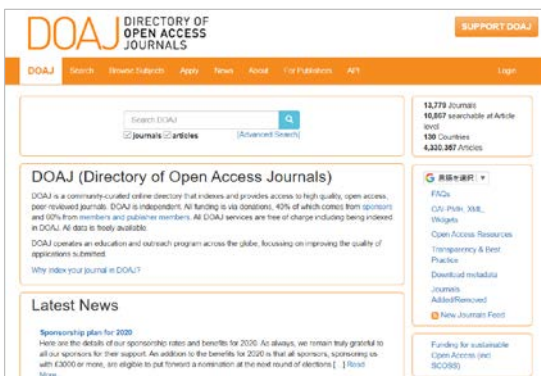 DOAJ
DIRECTORY OF
OPEN ACCESS
JOURNALS
SUPPORT DOAJ
DOAJ Search Browse Subjects Apply News About For Publishers API Login
Search DOAJ
journals articles [Advanced Search]
13,779 Journals
10,867 searchable at Article
level
130 Countries
4,330,367 Articles
DOAJ (Directory of Open Access Journals)
DOAJ is a community-curated online directory that indexes and provides access to high quality, open access,
peer-reviewed journals. DOAJ is independent. All funding is via donations, 40% of which comes from sponsors
and 60% from members and publisher members. All DOAJ services are free of charge including being indexed
in DOAJ. All data is freely available.
DOAJ operates an education and outreach program across the globe, focussing on improving the quality of
applications submitted.
Why index your journal in DOAJ?
G 言語を選択 ▼
FAQs
OAI-PMH, XML,
Widgets
Open Access Resources
Transparency & Best
Practice
Download metadata
Journals
Added/Removed
New Journals Feed
Latest News
Sponsorship plan for 2020
Here are the details of our sponsorship rates and benefits for 2020. As always, we remain truly grateful to
all our sponsors for their support. An addition to the benefits for 2020 is that all sponsors, sponsoring us
with £3000 or more, are eligible to put forward a nomination at the next round of elections [...] Read
More
Funding for sustainable
Open Access (incl
SCOSS)